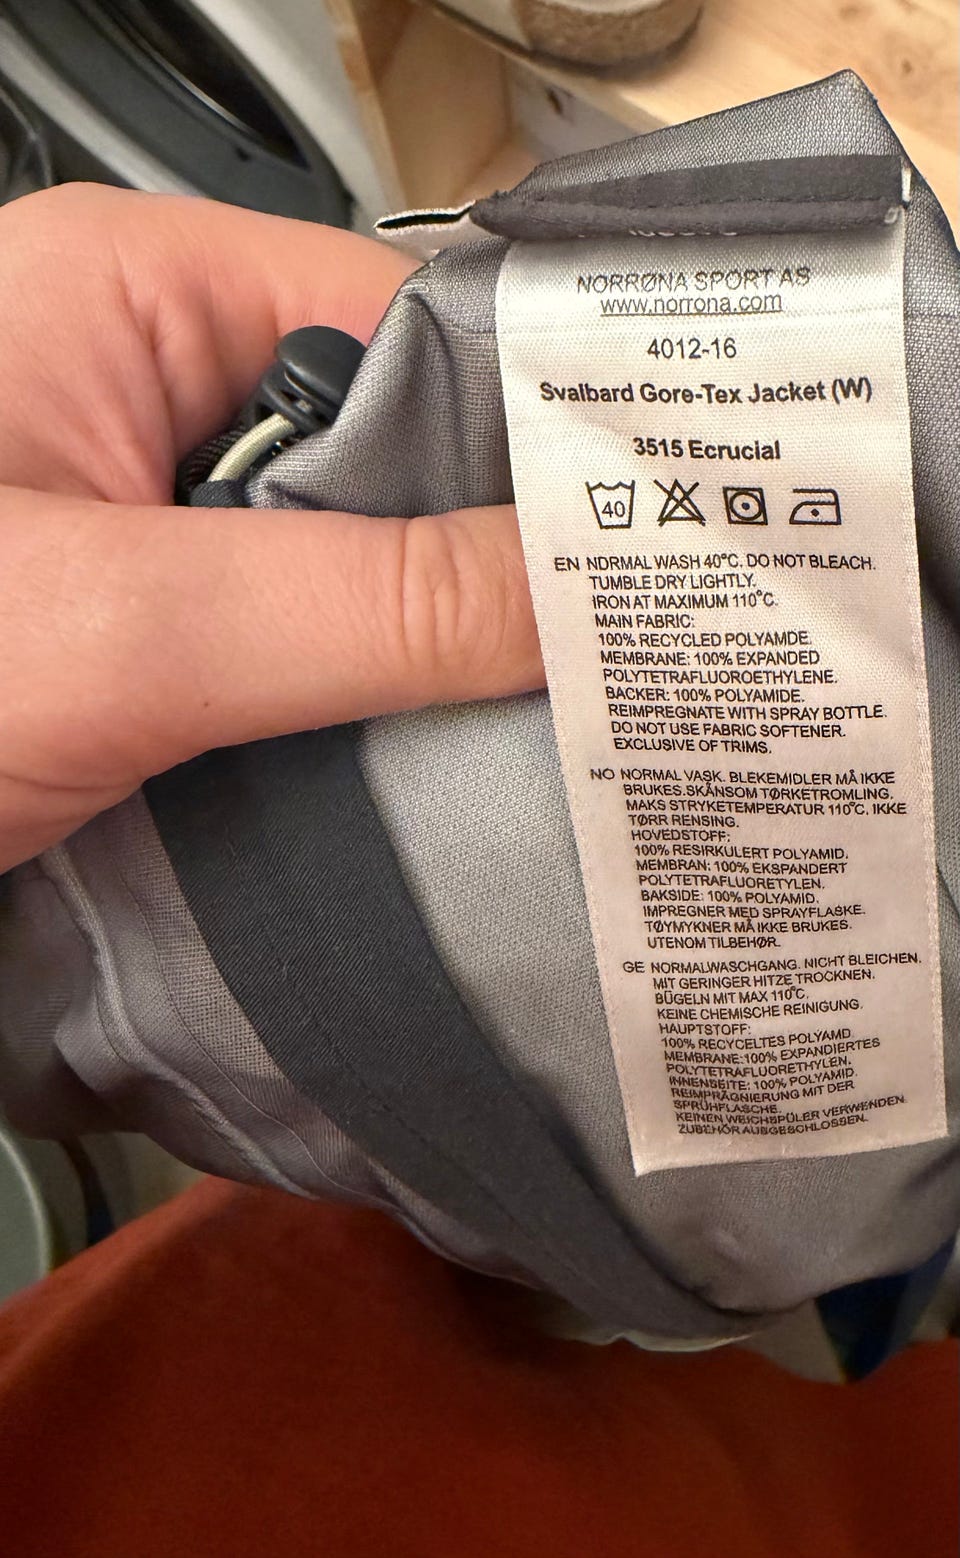 NORRØNA SPORT AS
www.norrona.com
4012-16
Svalbard Gore-Tex Jacket (W)
3515 Ecrucial
40
EN NDRMAL WASH 40°C. DO NOT BLEACH.
TUMBLE DRY LIGHTLY.
IRON AT MAXIMUM 110°C.
MAIN FABRIC:
100% RECYCLED POLYAMDE.
MEMBRANE: 100% EXPANDED
POLYTETRAFLUOROETHYLENE.
BACKER: 100% POLYAMIDE.
REIMPREGNATE WITH SPRAY BOTTLE.
DO NOT USE FABRIC SOFTENER.
EXCLUSIVE OF TRIMS.
NO NORMAL VASK. BLEKEMIDLER MÅ IKKE
BRUKES.SKÅNSOM TØRKETROMLING.
MAKS STRYKETEMPERATUR 110°C. IKKE
TØRR RENSING.
HOVEDSTOFF:
100% RESIRKULERT POLYAMID.
MEMBRAN: 100% EKSPANDERT
POLYTETRAFLUORETYLEN.
BAKSIDE: 100% POLYAMID.
IMPREGNER MED SPRAYFLASKE.
TØYMYKNER MÅ IKKE BRUKES.
UTENOM TILBEHØR.
GE NORMALWASCHGANG. NICHT BLEICHEN.
MIT GERINGER HITZE TROCKNEN.
BÜGELN MIT MAX 110°C.
KEINE CHEMISCHE REINIGUNG.
HAUPTSTOFF:
100% RECYCELTES POLYAMD.
MEMBRANE:100% EXPANDIERTES
POLYTETRAFLUORETHYLEN.
INNENSEITE: 100% POLYAMID.
REIMPRÄGNIERUNG MIT DER
SPRÜHFLASCHE.
KEINEN WEICHSPÜLER VERWENDEN.
ZUBEHÖR AUSGESCHLOSSEN.